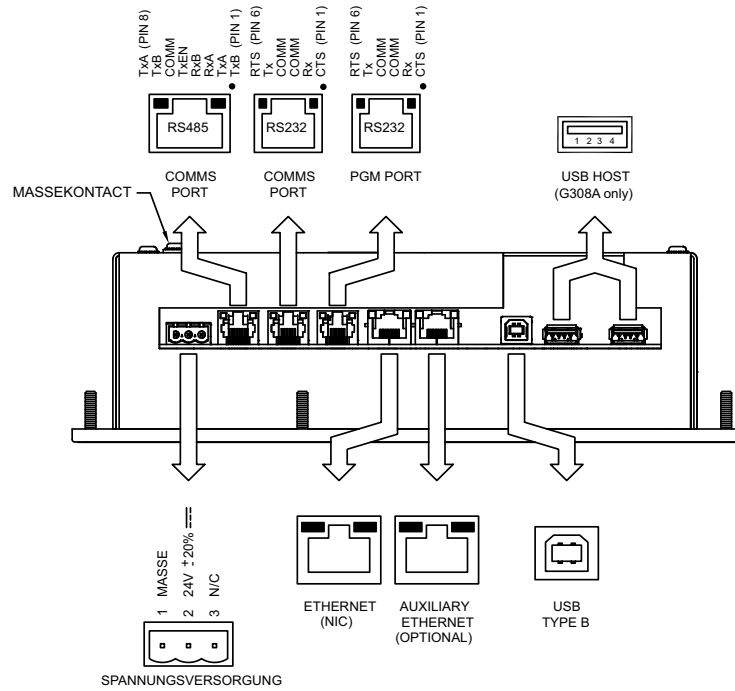 TxA (PIN 8)
TxB
COMM
TxEN
RxB
RxA
TxA
TxB (PIN 1)
RTS (PIN 6)
Tx
COMM
COMM
Rx
CTS (PIN 1)
RTS (PIN 6)
Tx
COMM
COMM
Rx
CTS (PIN 1)
RS485
RS232
RS232
1 2 3 4
COMMS
PORT
COMMS
PORT
PGM PORT
USB HOST
(G308A only)
MASSEKONTACT
1 MASSE
2 24V ±20%
3 N/C
SPANNUNGSVERSORGUNG
ETHERNET
(NIC)
AUXILIARY
ETHERNET
(OPTIONAL)
USB
TYPE B